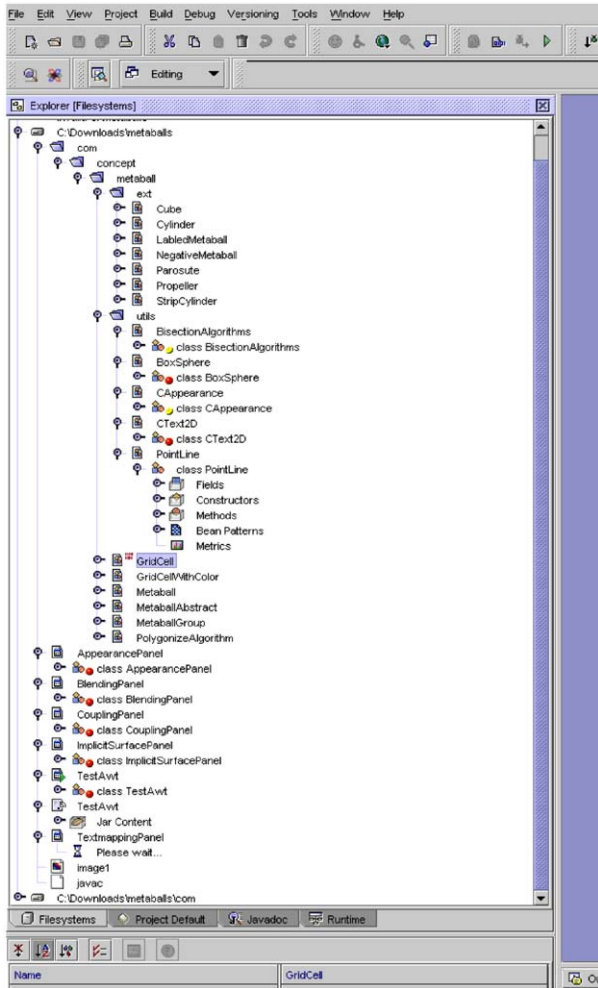 File Edit View Project Build Debug Versioning Tools Window Help
Editing
Explorer [Filesystems]
C:\Downloads\metaballs
com
concept
metaball
ext
Cube
Cylinder
LabledMetaball
NegativeMetaball
Parosute
Propeller
StripCylinder
utils
BisectionAlgorithms
class BisectionAlgorithms
BoxSphere
class BoxSphere
CAppearance
class CAppearance
CText2D
class CText2D
PointLine
class PointLine
Fields
Constructors
Methods
Bean Patterns
Metrics
GridCell
GridCellWithColor
Metaball
MetaballAbstract
MetaballGroup
PolygonizeAlgorithm
AppearancePanel
class AppearancePanel
BlendingPanel
class BlendingPanel
CouplingPanel
class CouplingPanel
ImplicitSurfacePanel
class ImplicitSurfacePanel
TestAwt
class TestAwt
TestAwt
Jar Content
TextmappingPanel
Please wait...
image1
javac
C:\Downloads\metaballs\com
Filesystems Project Default Javadoc Runtime
Name GridCell